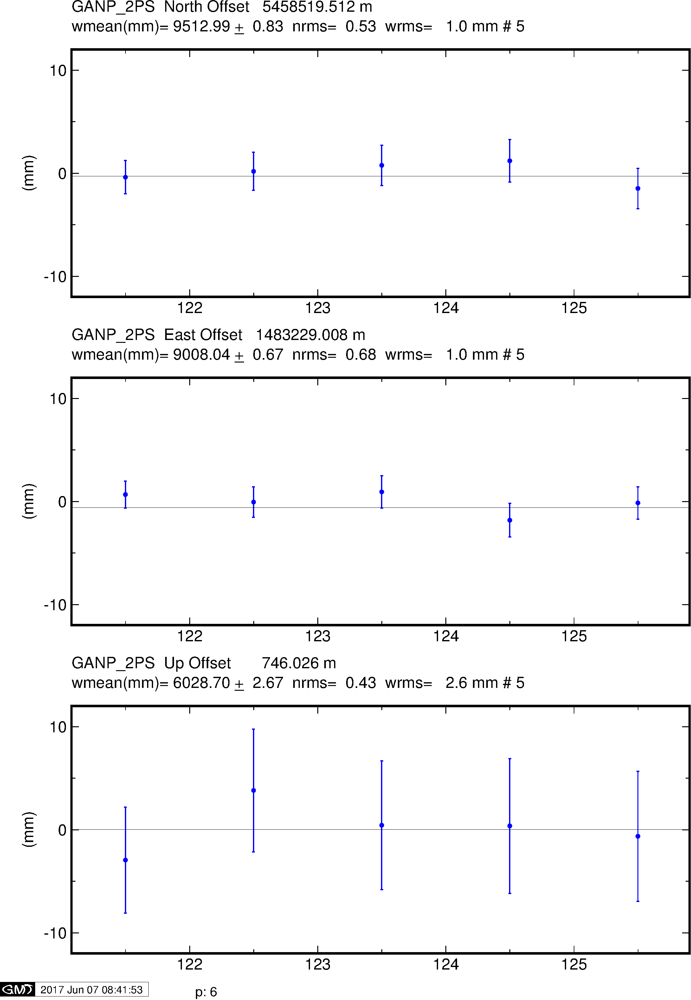 GANP_2PS North Offset 5458519.512 m
wmean(mm)= 9512.99 ± 0.83 nrms= 0.53 wrms= 1.0 mm # 5
10
0
-10
(mm)
122 123 124 125
GANP_2PS East Offset 1483229.008 m
wmean(mm)= 9008.04 ± 0.67 nrms= 0.68 wrms= 1.0 mm # 5
10
0
-10
(mm)
122 123 124 125
GANP_2PS Up Offset 746.026 m
wmean(mm)= 6028.70 ± 2.67 nrms= 0.43 wrms= 2.6 mm # 5
10
0
-10
(mm)
122 123 124 125
GMT 2017 Jun 07 08:41:53
p: 6